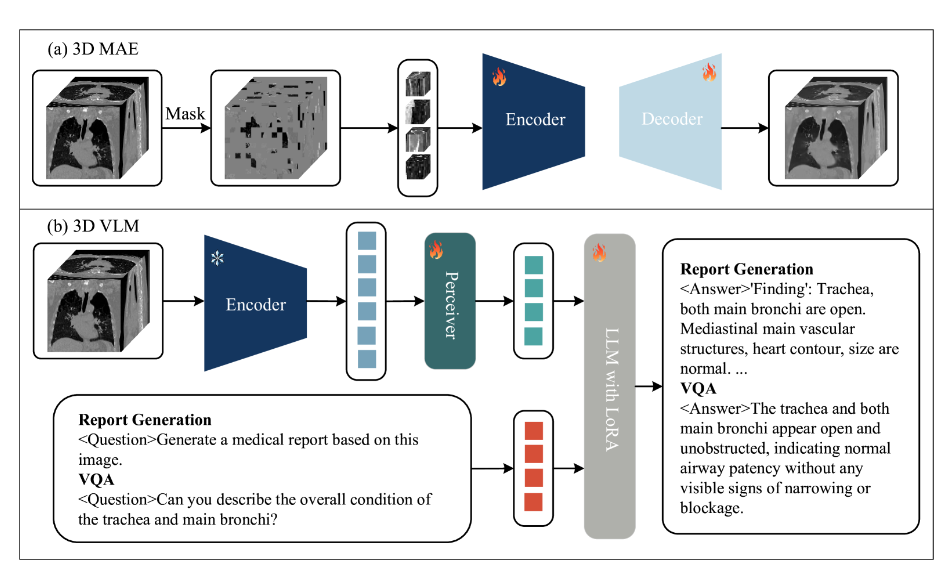 (a) 3D MAE
Mask
Encoder
Decoder
(b) 3D VLM
Encoder
Perceiver
LLM with LoRA
Report Generation
<Question>Generate a medical report based on this
image.
VQA
<Question>Can you describe the overall condition of
the trachea and main bronchi?
Report Generation
<Answer>'Finding': Trachea,
both main bronchi are open.
Mediastinal main vascular
structures, heart contour, size are
normal. ...
VQA
<Answer>The trachea and both
main bronchi appear open and
unobstructed, indicating normal
airway patency without any
visible signs of narrowing or
blockage.